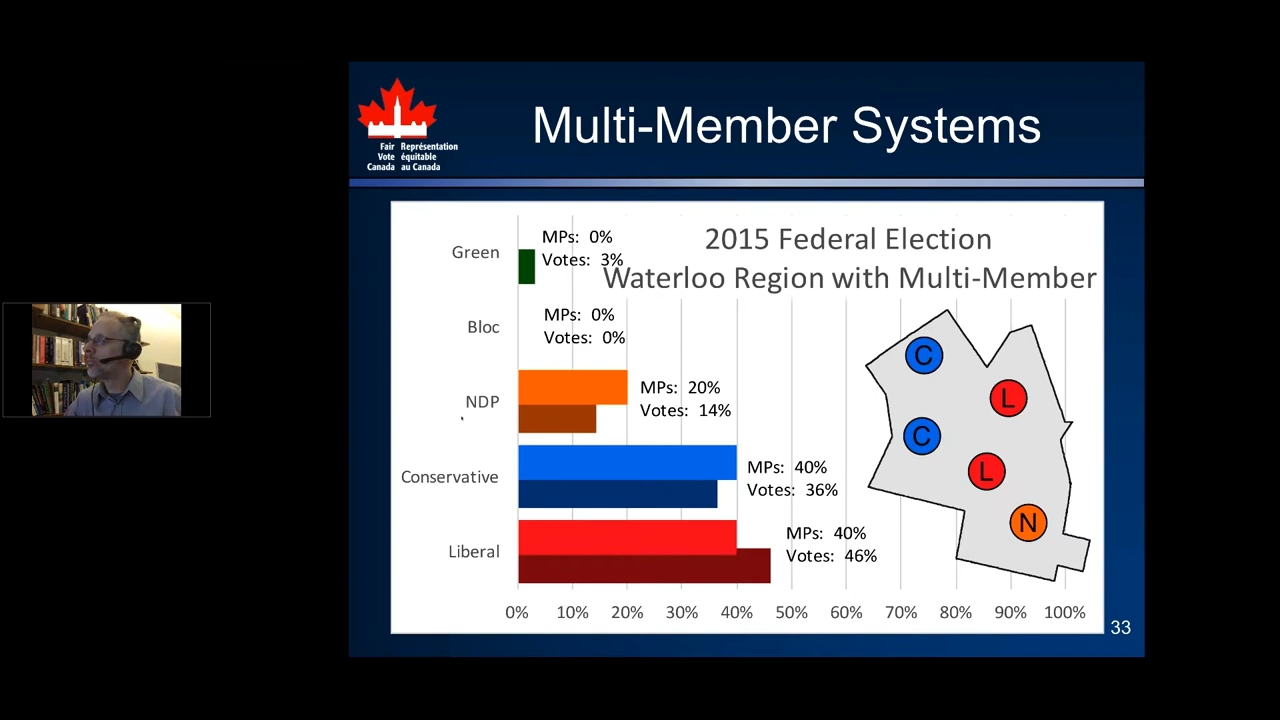 Fair Représentation
Vote équitable
Canada au Canada
Multi-Member Systems
2015 Federal Election
Waterloo Region with Multi-Member
Green
MPs: 0%
Votes: 3%
Bloc
MPs: 0%
Votes: 0%
NDP
MPs: 20%
Votes: 14%
Conservative
MPs: 40%
Votes: 36%
Liberal
MPs: 40%
Votes: 46%
C
L
C
L
N
0% 10% 20% 30% 40% 50% 60% 70% 80% 90% 100%
33